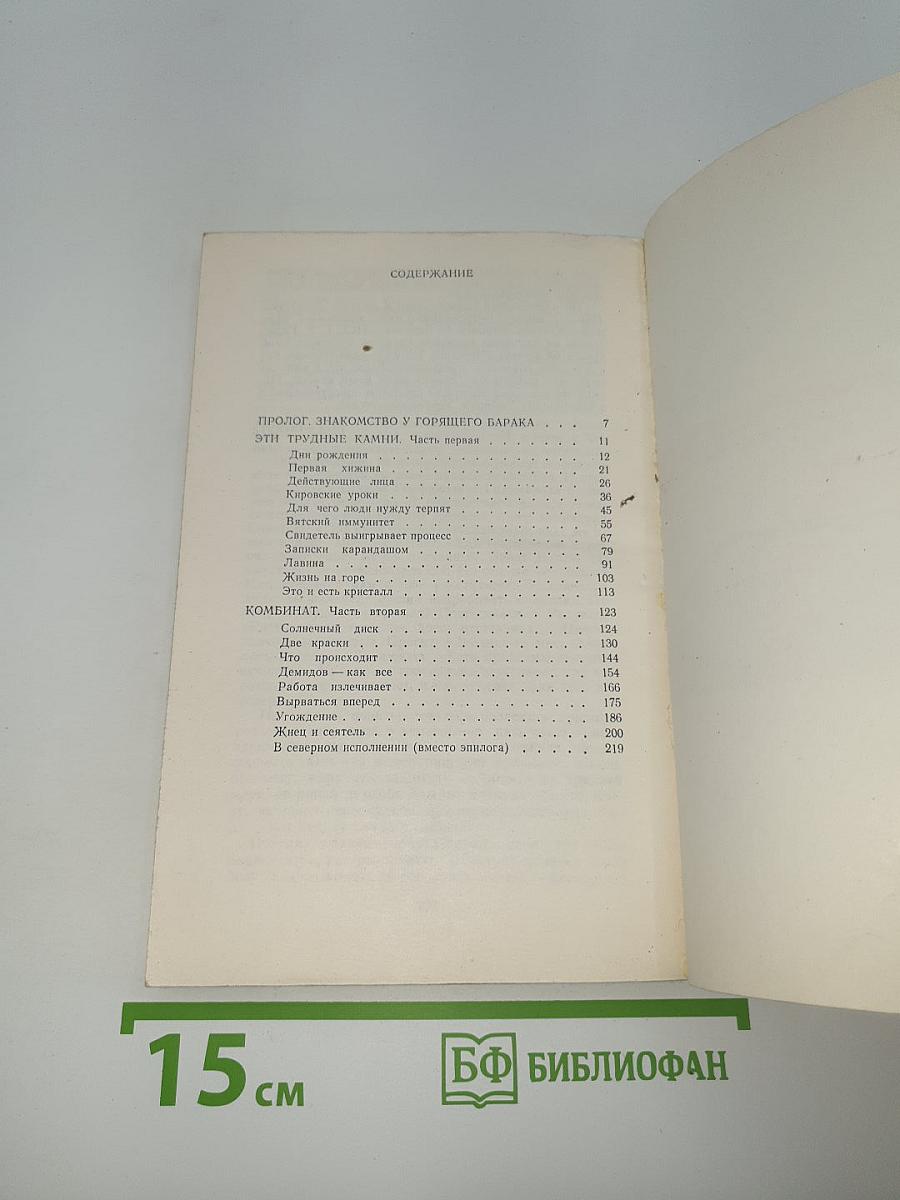 СОДЕРЖАНИЕ
ПРОЛОГ. ЗНАКОМСТВО У ГОРЯЩЕГО БАРАКА . . . 7
ЭТИ ТРУДНЫЕ КАМНИ. Часть первая . . . . . . . 11
Дни рождения . . . . . . . . . . . . . . 12
Первая хижина . . . . . . . . . . . . . 21
Действующие лица . . . . . . . . . . . . 26
Кировские уроки . . . . . . . . . . . . . 36
Для чего люди нужду терпят . . . . . . . . 45
Вятский иммунитет . . . . . . . . . . . . 55
Свидетель выигрывает процесс . . . . . . . . 67
Записки карандашом . . . . . . . . . . . 79
Лавина . . . . . . . . . . . . . . . . 91
Жизнь на горе . . . . . . . . . . . . . . 103
Это и есть кристалл . . . . . . . . . . . . 113
КОМБИНАТ. Часть вторая . . . . . . . . . . . 123
Солнечный диск . . . . . . . . . . . . . 124
Две краски . . . . . . . . . . . . . . . 130
Что происходит . . . . . . . . . . . . . 144
Демидов — как все . . . . . . . . . . . . 154
Работа излечивает . . . . . . . . . . . . 166
Вырваться вперед . . . . . . . . . . . . . 175
Угождение . . . . . . . . . . . . . . . . 186
Жнец и сеятель . . . . . . . . . . . . . . 200
В северном исполнении (вместо эпилога) . . . . . 219
15 см
БФ БИБЛИОФАН